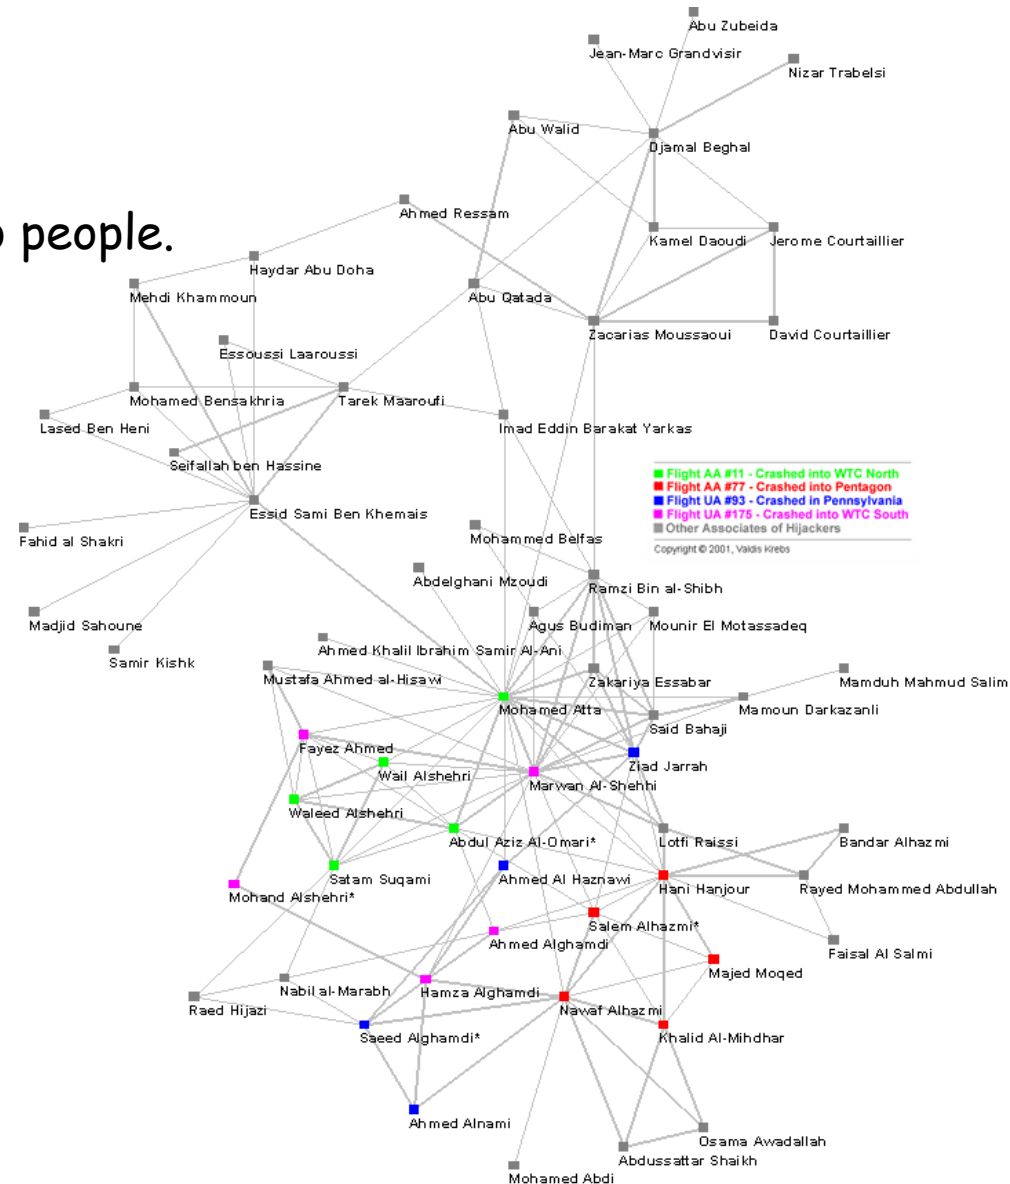 Abu Zubeida
Jean-Marc Grandvisir
Nizar Trabelsi
Abu Walid
Djamal Beghal
Ahmed Ressam
people.
Kamel Daoudi
Jerome Courtaillier
Haydar Abu Doha
Mehdi Khammoun
Abu Qatada
Zacarias Moussaoui
David Courtaillier
Essoussi Laaroussi
Mohamed Bensakhria
Tarek Maaroufi
Lased Ben Heni
Imad Eddin Barakat Yarkas
Seifallah ben Hassine
Flight AA #11 - Crashed into WTC North
Flight AA #77 - Crashed into Pentagon
Flight UA #93 - Crashed in Pennsylvania
Flight UA #175 - Crashed into WTC South
Other Associates of Hijackers
Copyright © 2001, Valdis Krebs
Essid Sami Ben Khemais
Fahid al Shakri
Mohammed Belfas
Abdelghani Mzoudi
Ramzi Bin al-Shibh
Madjid Sahoune
Agus Budiman
Mounir El Motassadeq
Samir Kishk
Ahmed Khalil Ibrahim Samir Al-Ani
Mustafa Ahmed al-Hisawi
Zakariya Essabar
Mamduh Mahmud Salim
Mohamed Atta
Mamoun Darkazanli
Said Bahaji
Fayez Ahmed
Ziad Jarrah
Wail Alshehri
Marwan Al-Shehhi
Waleed Alshehri
Abdul Aziz Al-Omari*
Lotfi Raissi
Bandar Alhazmi
Satam Suqami
Ahmed Al Haznawi
Hani Hanjour
Rayed Mohammed Abdullah
Mohand Alshehri*
Salem Alhazmi*
Ahmed Alghamdi
Faisal Al Salmi
Majed Moqed
Nabil al-Marabh
Hamza Alghamdi
Raed Hijazi
Nawaf Alhazmi
Saeed Alghamdi*
Khalid Al-Mihdhar
Ahmed Alnami
Osama Awadallah
Abdussattar Shaikh
Mohamed Abdi